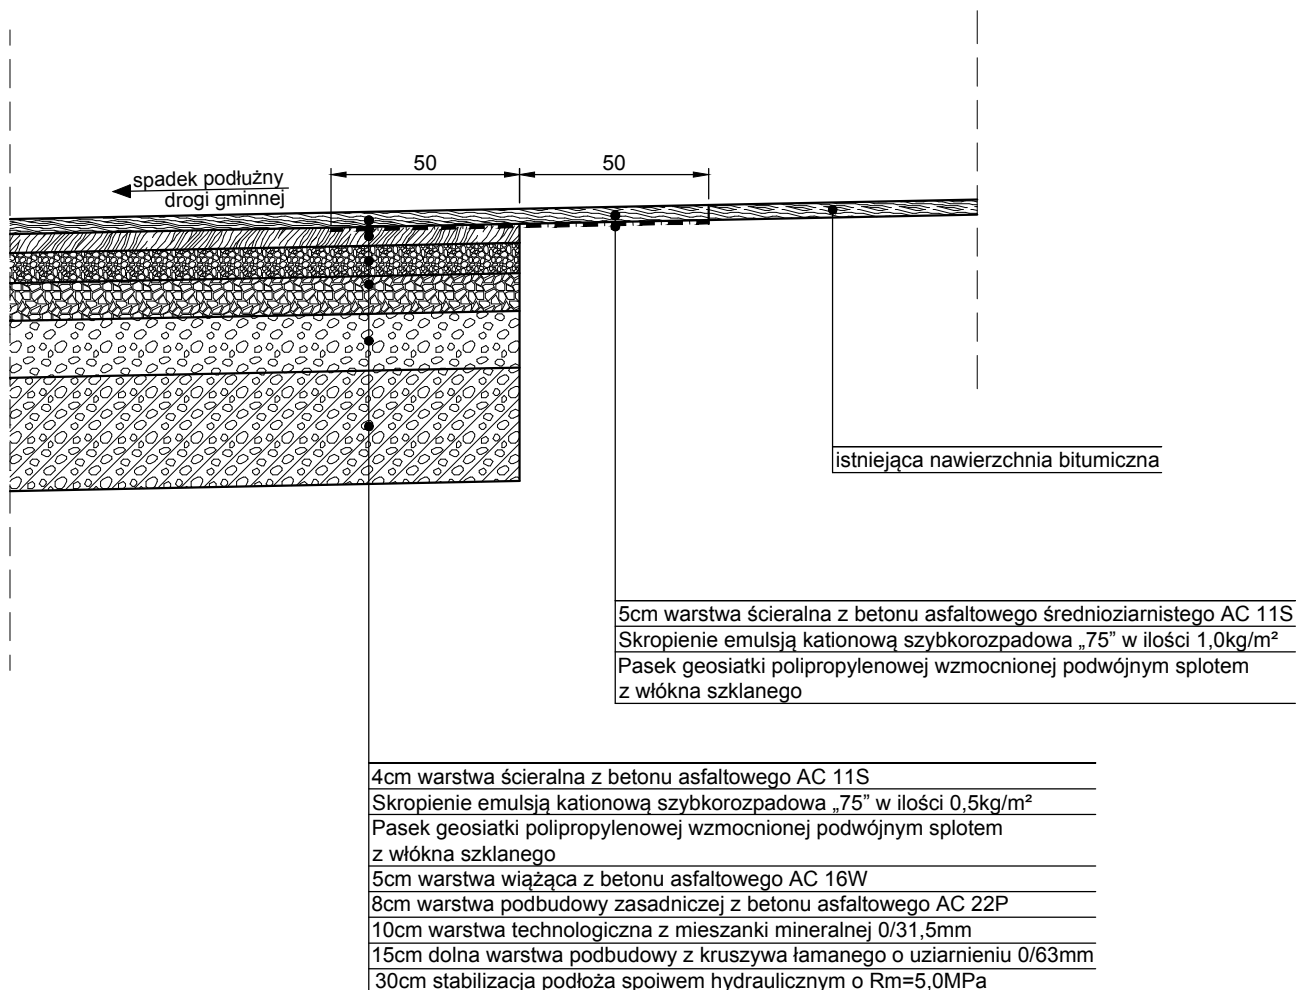 50
50
spadek podłużny
drogi gminnej
istniejąca nawierzchnia bitumiczna
5cm warstwa ścieralna z betonu asfaltowego średnioziarnistego AC 11S
Skropienie emulsją kationową szybkorozpadowa „75” w ilości 1,0kg/m²
Pasek geosiatki polipropylenowej wzmocnionej podwójnym splotem
z włókna szklanego
4cm warstwa ścieralna z betonu asfaltowego AC 11S
Skropienie emulsją kationową szybkorozpadowa „75” w ilości 0,5kg/m²
Pasek geosiatki polipropylenowej wzmocnionej podwójnym splotem
z włókna szklanego
5cm warstwa wiążąca z betonu asfaltowego AC 16W
8cm warstwa podbudowy zasadniczej z betonu asfaltowego AC 22P
10cm warstwa technologiczna z mieszanki mineralnej 0/31,5mm
15cm dolna warstwa podbudowy z kruszywa łamanego o uziarnieniu 0/63mm
30cm stabilizacja podłoża spoiwem hydraulicznym o Rm=5,0MPa